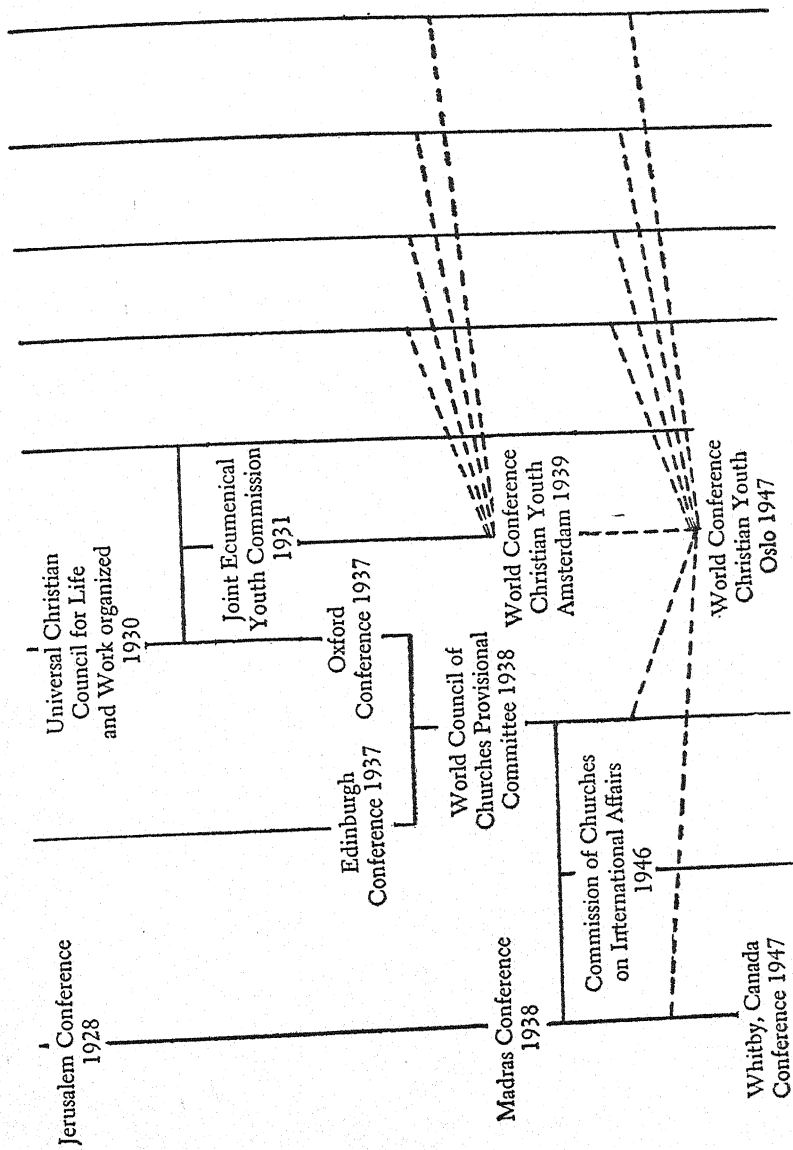 Jerusalem Conference
1928
Universal Christian
Council for Life
and Work organized
1930
Joint Ecumenical
Youth Commission
1931
Edinburgh
Conference 1937
Oxford
Conference 1937
World Council of
Churches Provisional
Committee 1938
Madras Conference
1938
World Conference
Christian Youth
Amsterdam 1939
Commission of Churches
on International Affairs
1946
Whitby, Canada
Conference 1947
World Conference
Christian Youth
Oslo 1947